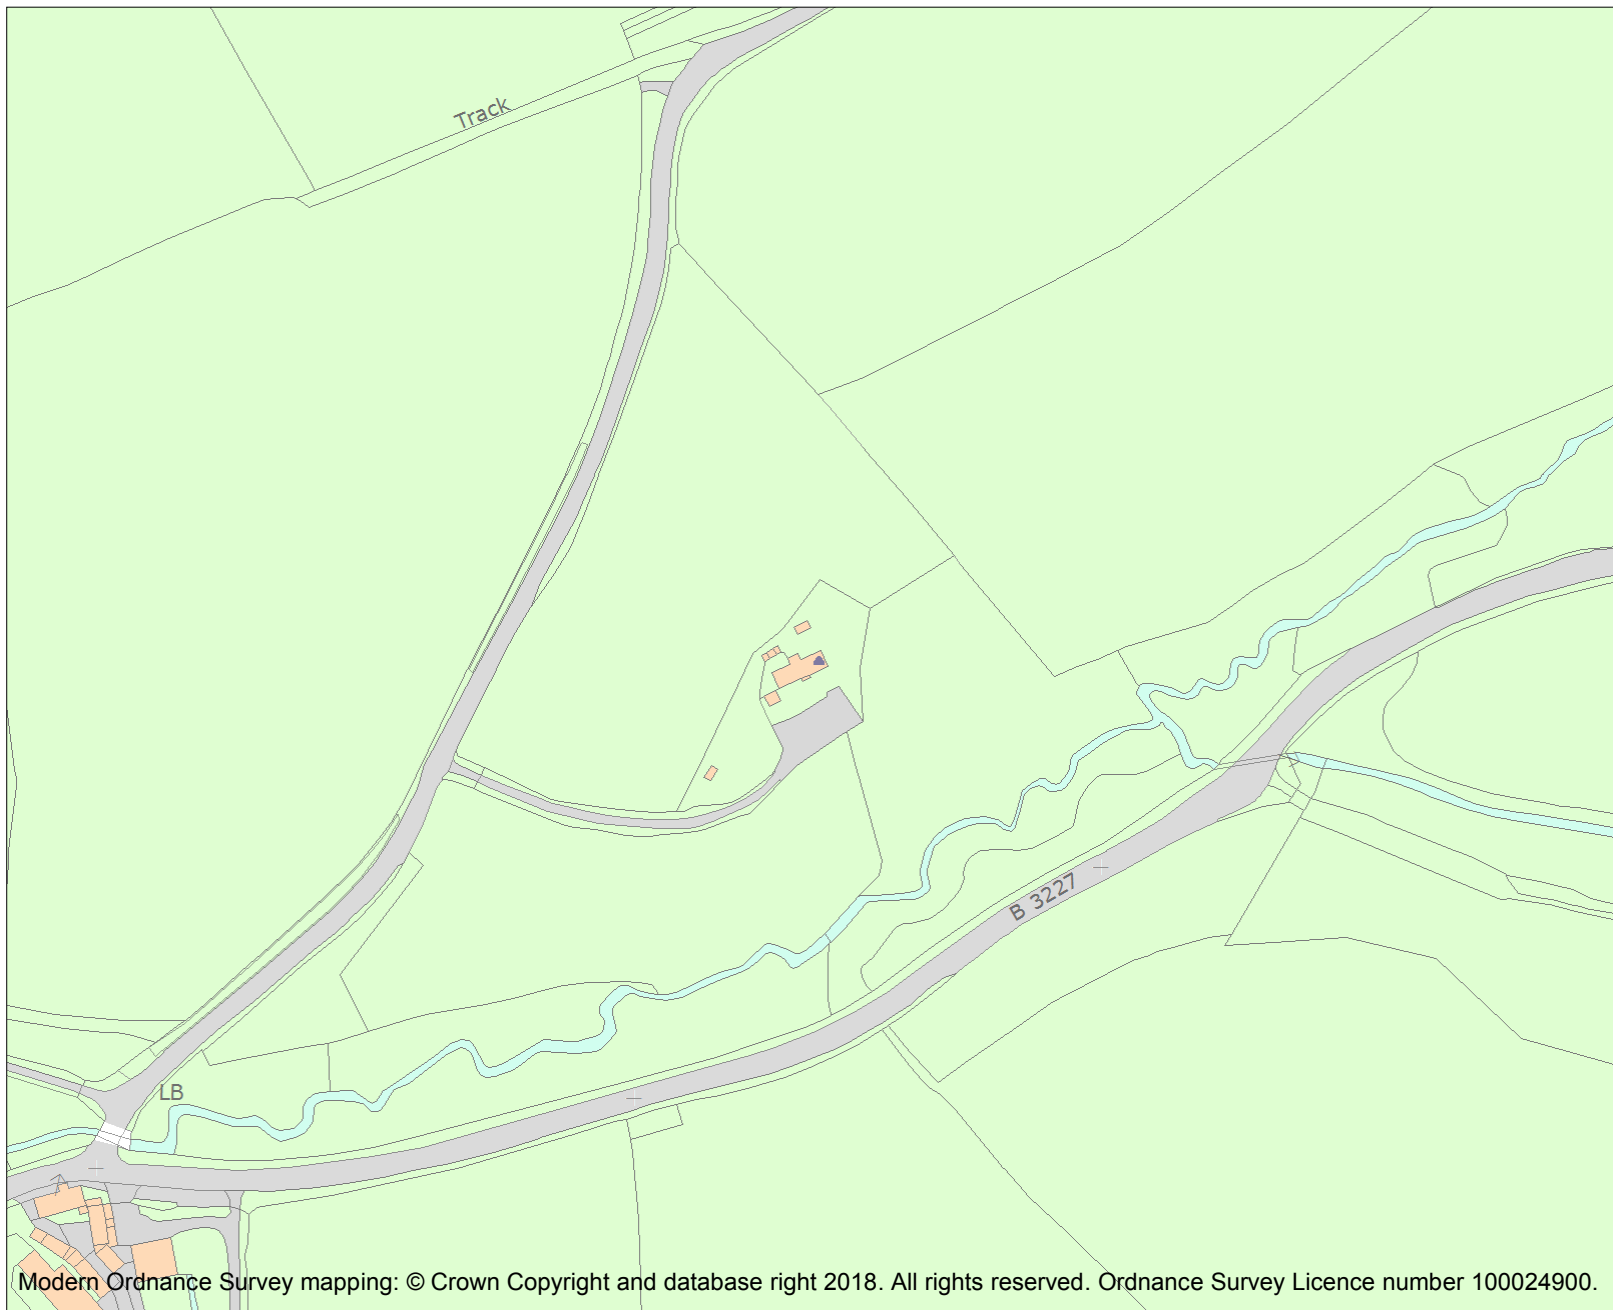 Track
B 3227
LB
Modern Ordnance Survey mapping: © Crown Copyright and database right 2018. All rights reserved. Ordnance Survey Licence number 100024900.